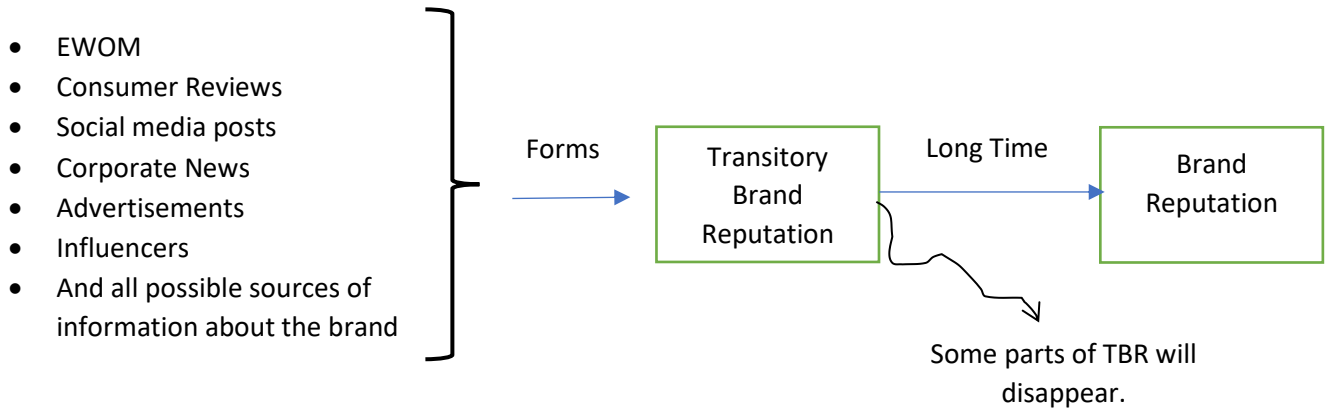 EWOM
Consumer Reviews
Social media posts
Corporate News
Advertisements
Influencers
And all possible sources of
information about the brand
Forms
Transitory
Brand
Reputation
Long Time
Brand
Reputation
Some parts of TBR will
disappear.